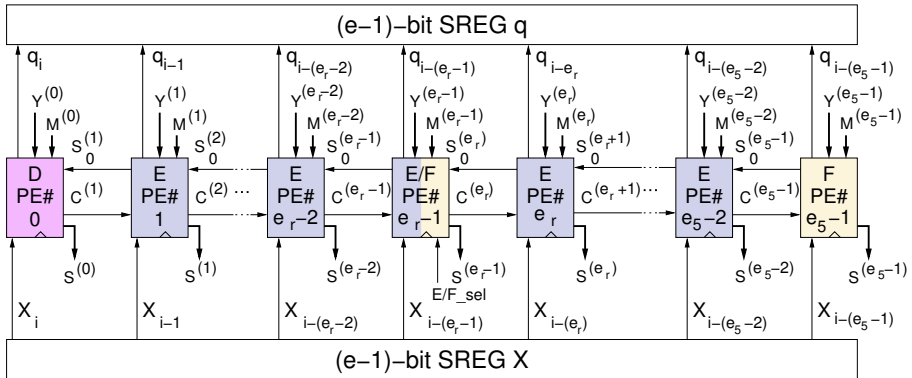 (e−1)−bit SREG q
q_i q_{i−1} q_{i−(e_r−2)} q_{i−(e_r−1)} q_{i−e_r} q_{i−(e_5−2)} q_{i−(e_5−1)}
Y^(0) Y^(1) Y^(e_r−2) Y^(e_r−1) Y^(e_r) Y^(e_5−2) Y^(e_5−1)
M^(0) M^(1) M^(e_r−2) M^(e_r−1) M^(e_r) M^(e_5−2) M^(e_5−1)
S_0^(1) S_0^(2) S_0^(e_r−1) S_0^(e_r) S_0^(e_r+1) S_0^(e_5−1)
D E E E/F E E F
PE# PE# PE# PE# PE# PE# PE#
0 1 e_r−2 e_r−1 e_r e_5−2 e_5−1
C^(1) C^(2) ... C^(e_r−1) C^(e_r) C^(e_r+1) ... C^(e_5−1)
S^(0) S^(1) S^(e_r−2) S^(e_r−1) S^(e_r) S^(e_5−2) S^(e_5−1)
E/F_sel
X_i X_{i−1} X_{i−(e_r−2)} X_{i−(e_r−1)} X_{i−(e_r)} X_{i−(e_5−2)} X_{i−(e_5−1)}
(e−1)−bit SREG X